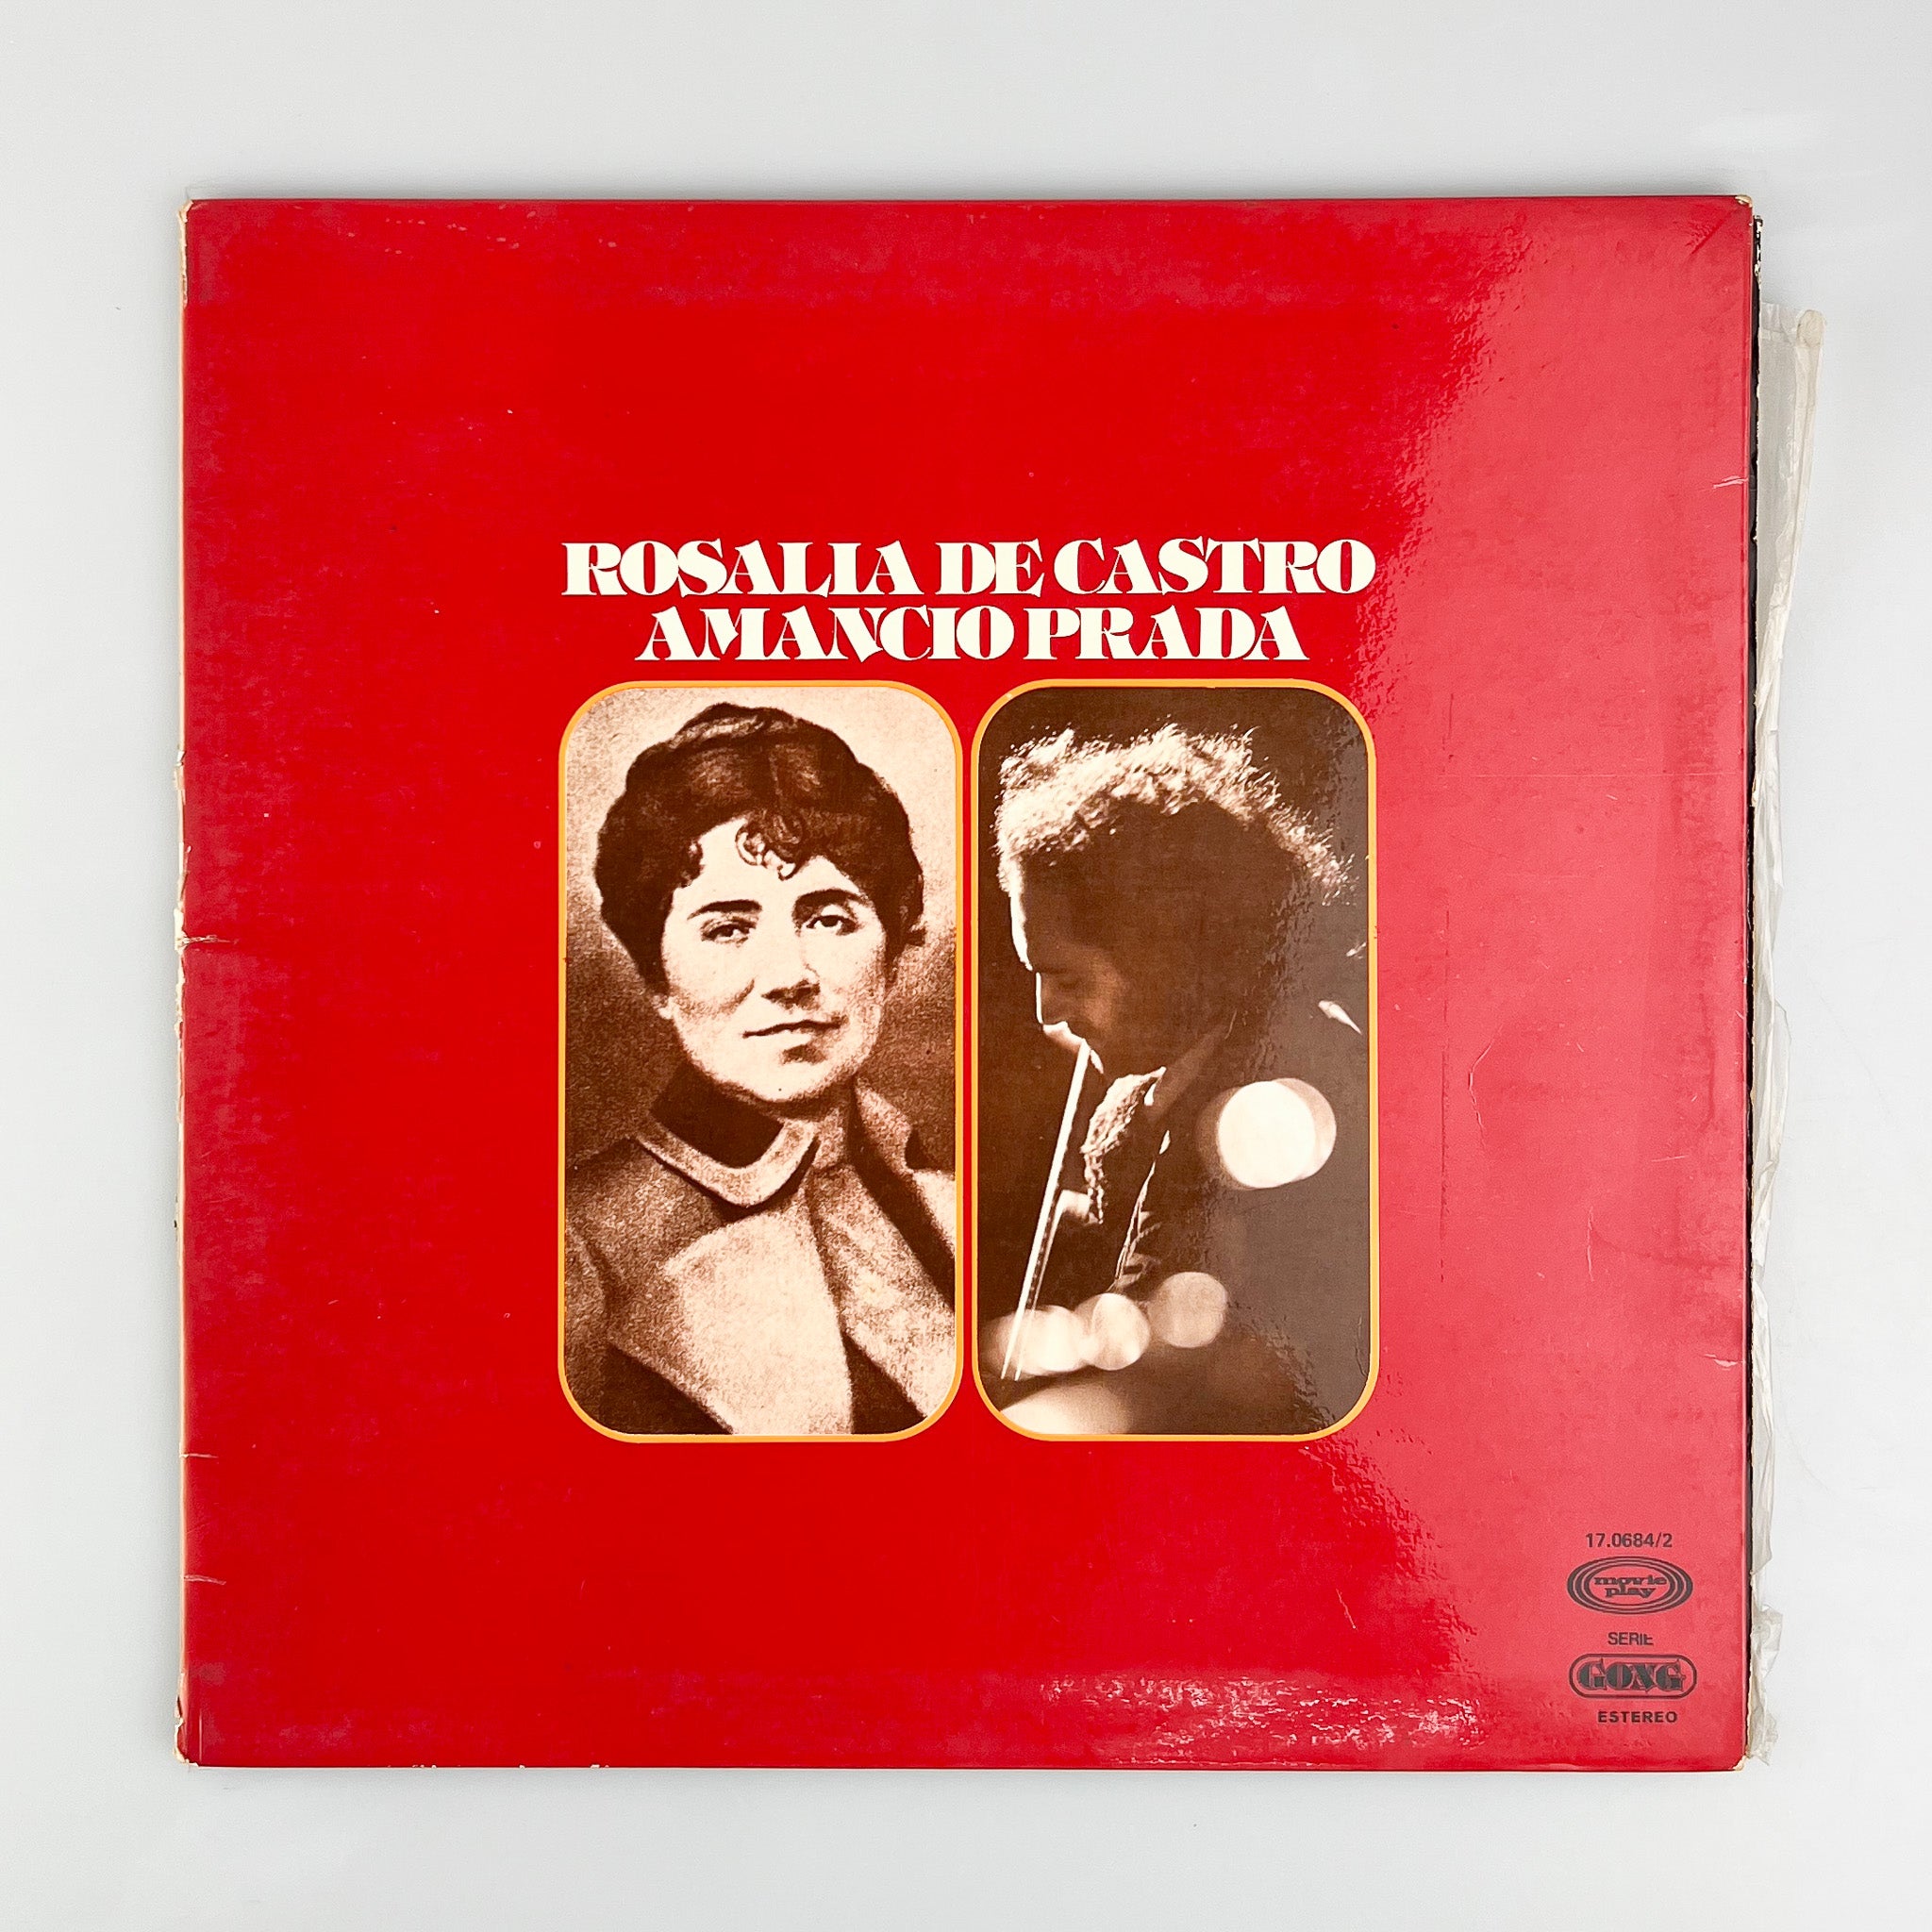 ROSALIA DE CASTRO
AMANCIO PRADA
17.0684/2
movie
play
SERIE
GONG
ESTEREO